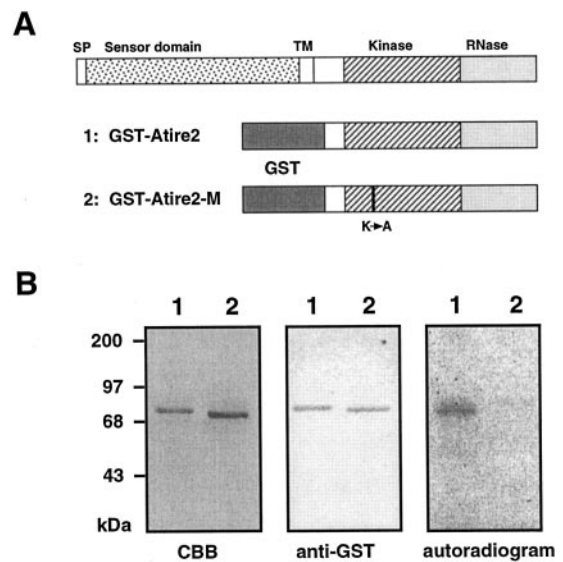 A
SP Sensor domain TM Kinase RNase
1: GST-Atire2
GST
2: GST-Atire2-M
K→A
B
1 2 1 2 1 2
200
97
68
43
kDa
CBB anti-GST autoradiogram